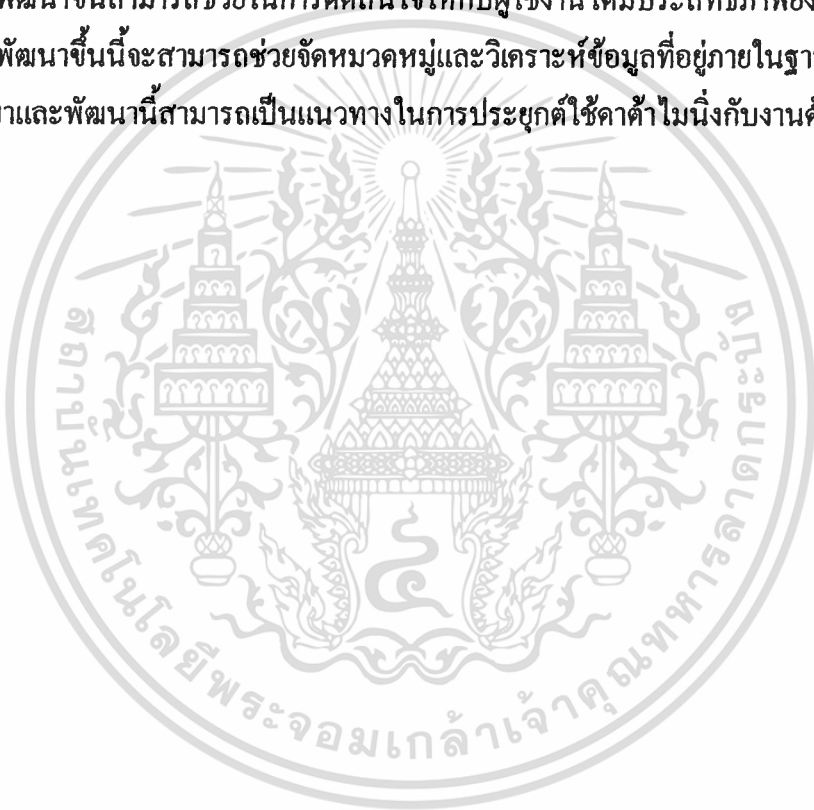 พัฒนาขึ้นสามารถช่วยในการตัดสินใจให้กับผู้ใช้งานได้มีประสิทธิภาพ
พัฒนาขึ้นนี้จะสามารถช่วยจัดหมวดหมู่และวิเคราะห์ข้อมูลที่อยู่ภายในฐาน
และพัฒนานี้สามารถเป็นแนวทางในการประยุกต์ใช้ดาต้าไมนิ่งกับงาน
สถาบันเทคโนโลยีพระจอมเกล้าเจ้าคุณทหารลาดกระบัง